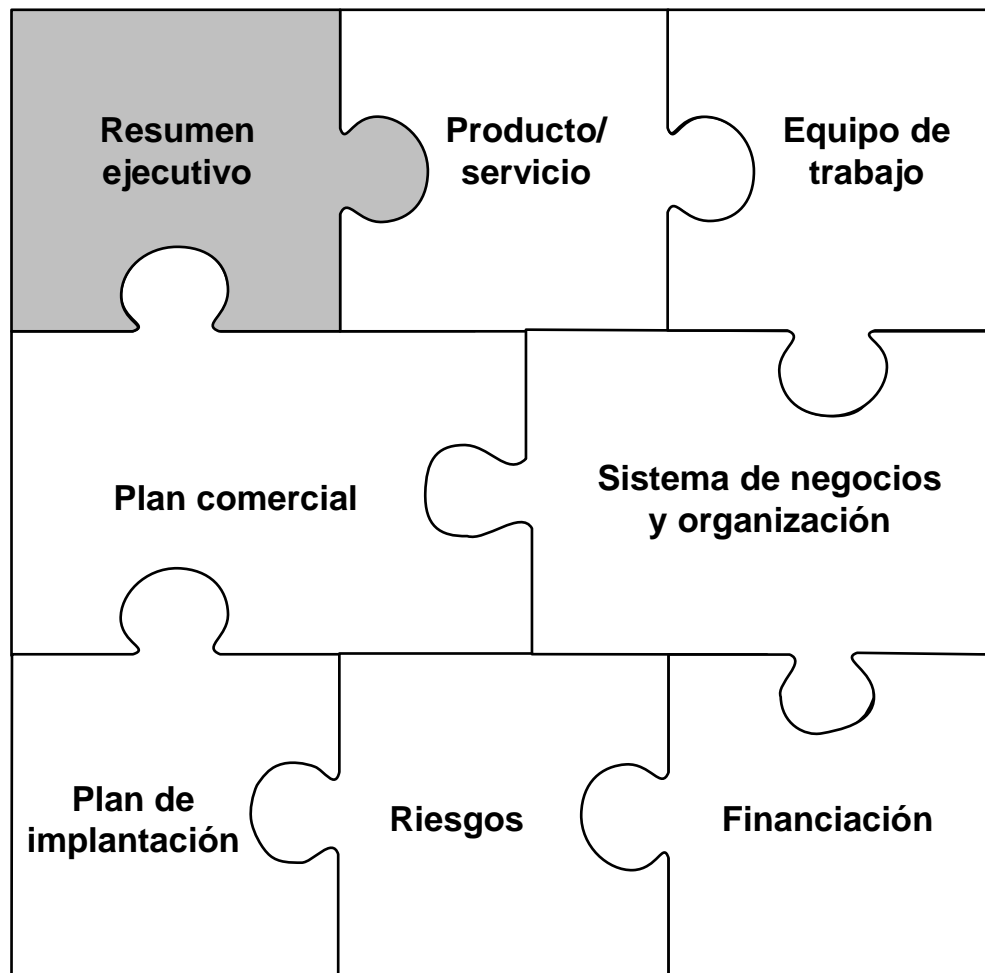 Resumen
ejecutivo
Producto/
servicio
Equipo de
trabajo
Plan comercial
Sistema de negocios
y organización
Plan de
implantación
Riesgos
Financiación